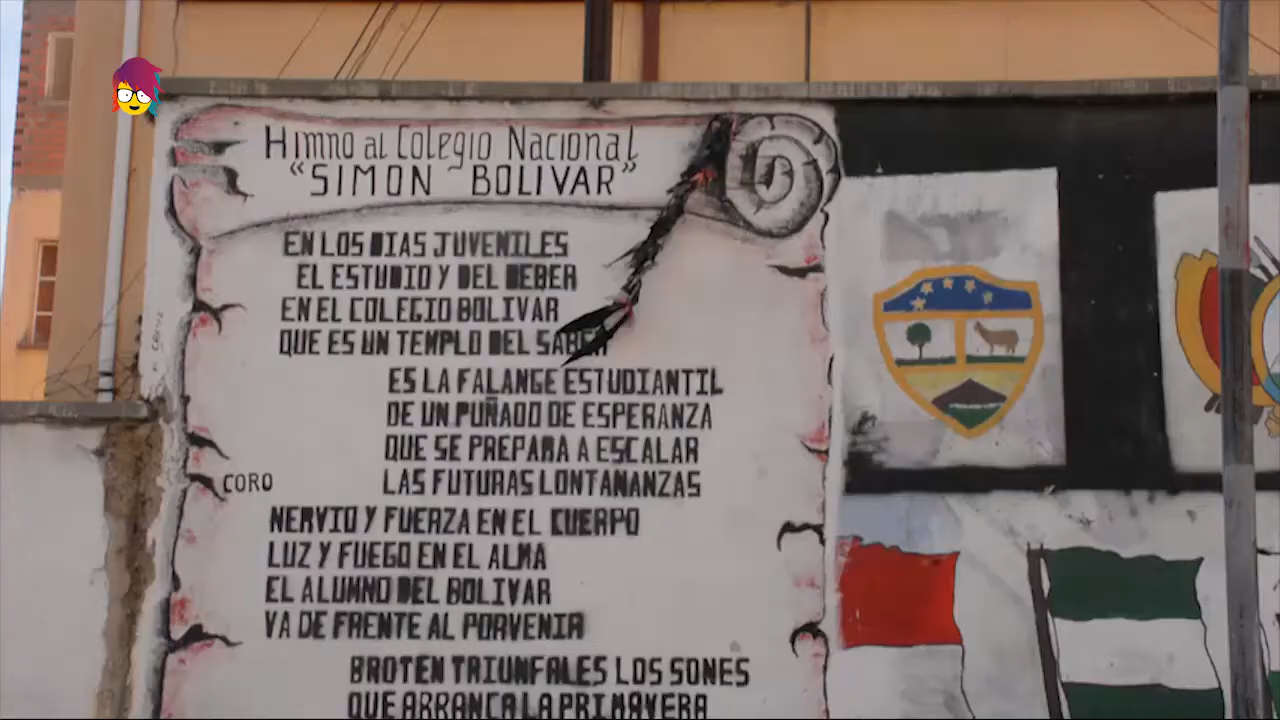 Himno al Colegio Nacional
"SIMON BOLIVAR"
EN LOS DIAS JUVENILES
EL ESTUDIO Y DEL DEBER
EN EL COLEGIO BOLIVAR
QUE ES UN TEMPLO DEL SABER
ES LA FALANGE ESTUDIANTIL
DE UN PUÑADO DE ESPERANZA
QUE SE PREPARA A ESCALAR
CORO LAS FUTURAS LONTANANZAS
NERVIO Y FUERZA EN EL CUERPO
LUZ Y FUEGO EN EL ALMA
EL ALUMNO DEL BOLIVAR
VA DE FRENTE AL PORVENIR
BROTEN TRIUNFALES LOS SONES
QUE ARRANCA LA PRIMAVERA